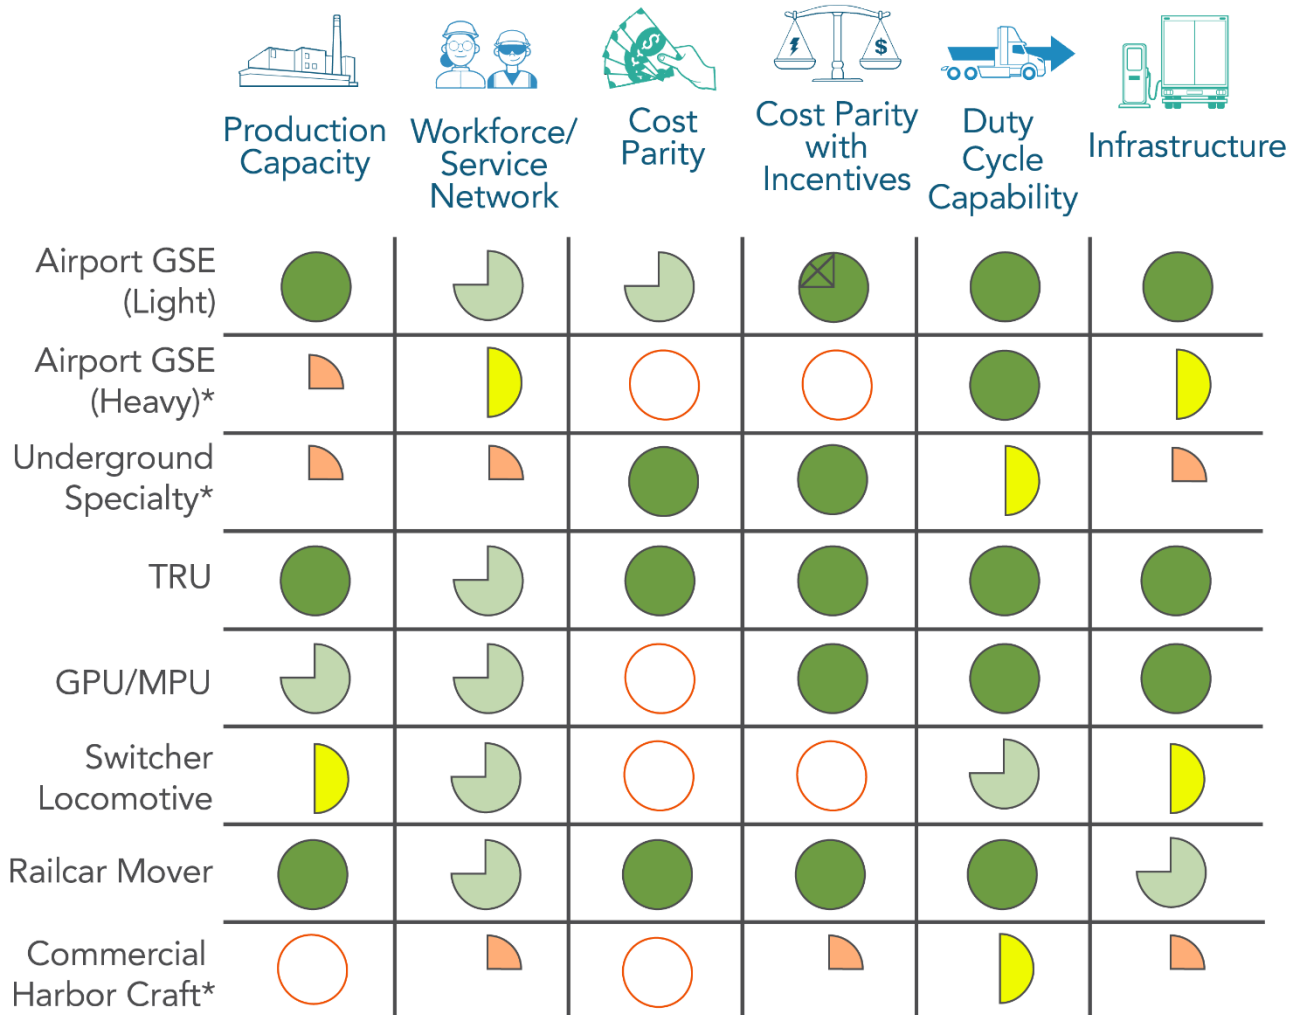 Production
Capacity
Workforce/
Service
Network
Cost
Parity
Cost Parity
with
Incentives
Duty
Cycle
Capability
Infrastructure
$
$
Airport GSE
(Light)
Airport GSE
(Heavy)*
Underground
Specialty*
TRU
GPU/MPU
Switcher
Locomotive
Railcar Mover
Commercial
Harbor Craft*